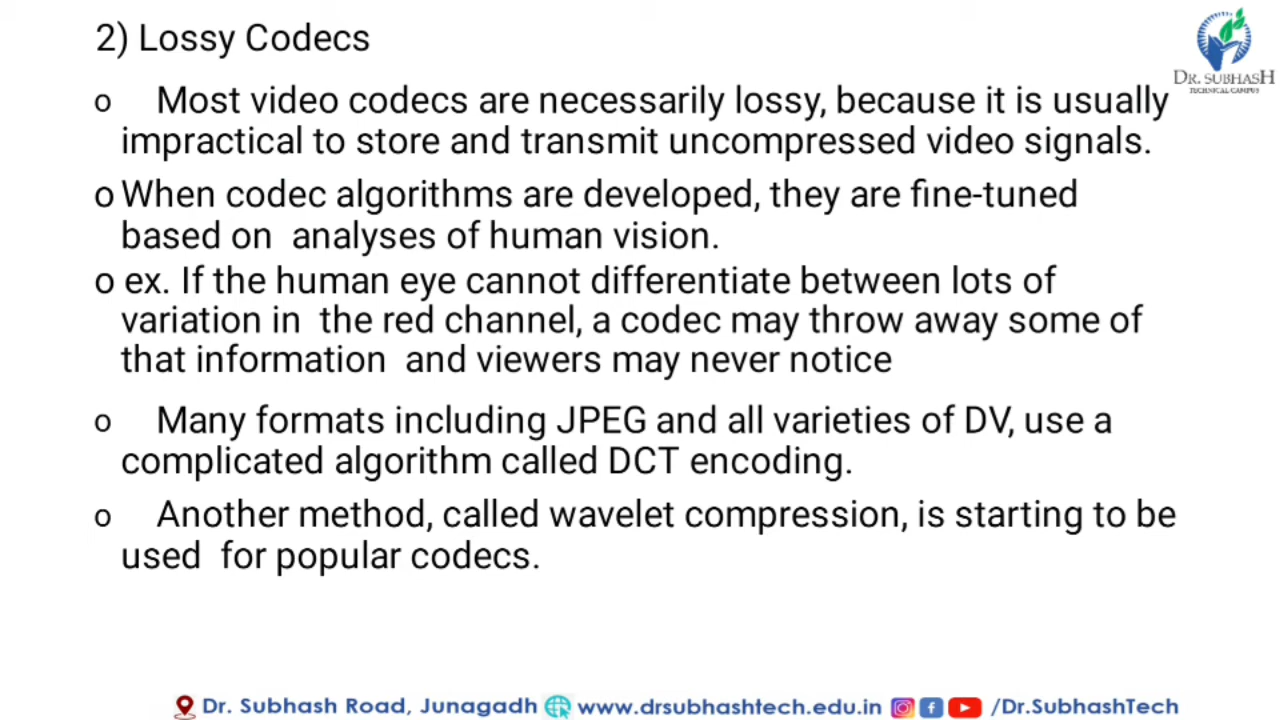 2) Lossy Codecs
DR. SUBHASH
TECHNICAL CAMPUS
o Most video codecs are necessarily lossy, because it is usually
impractical to store and transmit uncompressed video signals.
o When codec algorithms are developed, they are fine-tuned
based on analyses of human vision.
o ex. If the human eye cannot differentiate between lots of
variation in the red channel, a codec may throw away some of
that information and viewers may never notice
o Many formats including JPEG and all varieties of DV, use a
complicated algorithm called DCT encoding.
o Another method, called wavelet compression, is starting to be
used for popular codecs.
Dr. Subhash Road, Junagadh www.drsubhashtech.edu.in /Dr.SubhashTech